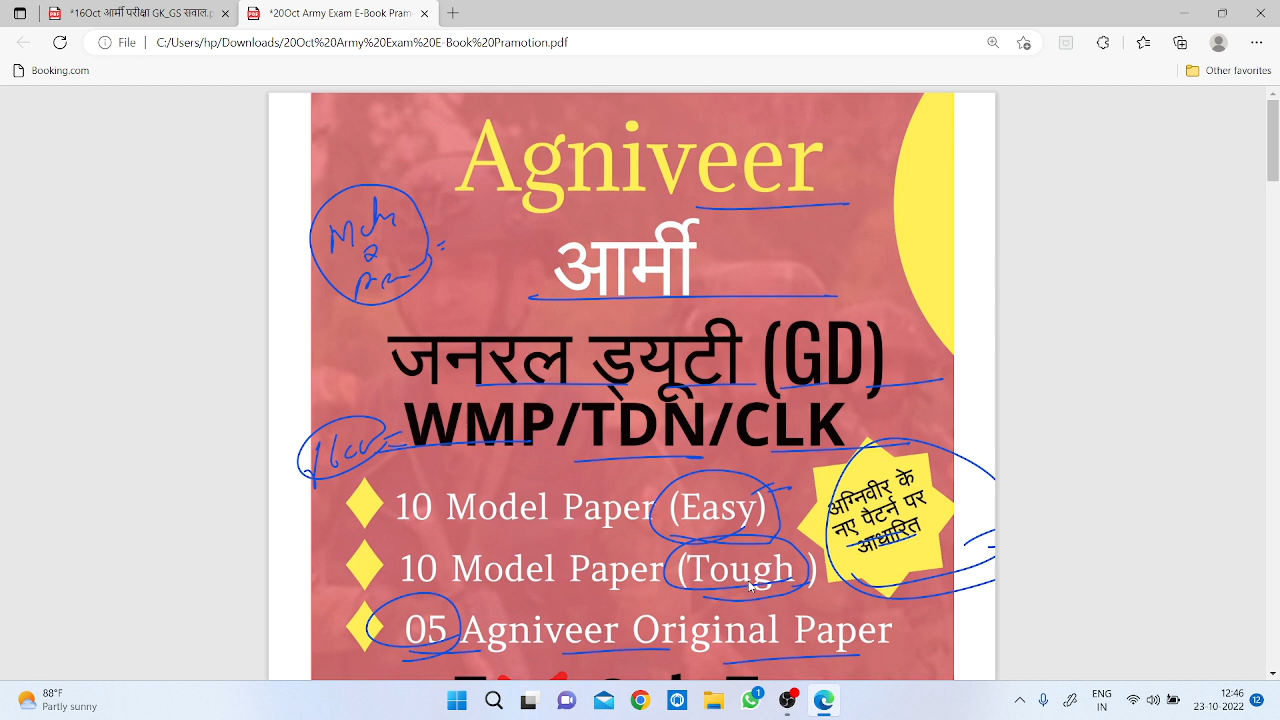 *16Oct आर्मी परीक्षा GK_GS सवाल.p
*20Oct Army Exam E-Book Pram
File
C:/Users/hp/Downloads/20Oct%20Army%20Exam%20E-Book%20Pramotion.pdf
Booking.com
Other favorites
Agniveer
आर्मी
जनरल ड्यूटी (GD)
WMP/TDN/CLK
10 Model Paper (Easy)
10 Model Paper (Tough )
05 Agniveer Original Paper
अग्निवीर के
नए पैटर्न पर
आधारित
88°F
Partly sunny
1
ENG
IN
12:46
23-10-2022
12